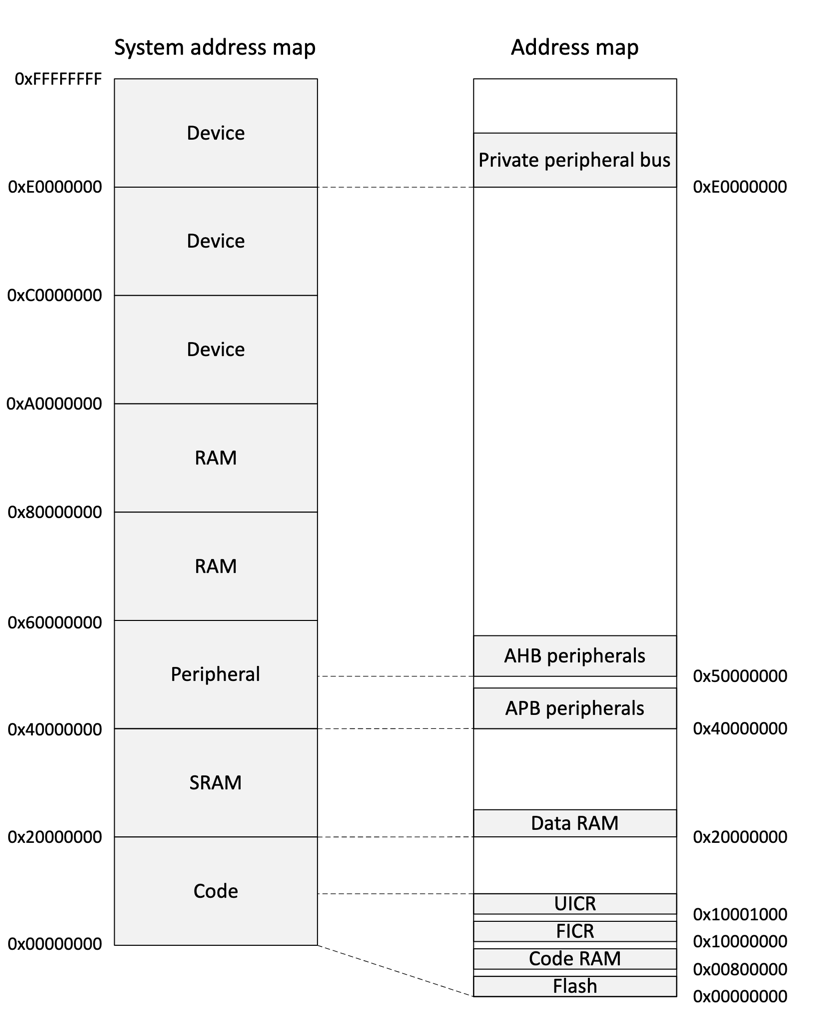 System address map
Address map
0xFFFFFFFF
Device
Private peripheral bus
0xE0000000
0xE0000000
Device
0xC0000000
Device
0xA0000000
RAM
0x80000000
RAM
0x60000000
AHB peripherals
Peripheral
0x50000000
APB peripherals
0x40000000
0x40000000
SRAM
Data RAM
0x20000000
0x20000000
Code
UICR
0x10001000
FICR
0x10000000
0x00000000
Code RAM
0x00800000
Flash
0x00000000